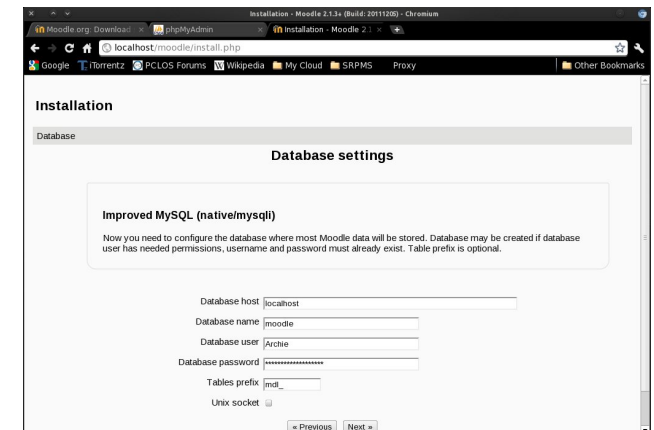 Installation - Moodle 2.1.3+ (Build: 20111205) - Chromium
Moodle.org: Download
phpMyAdmin
Installation - Moodle 2.1
localhost/moodle/install.php
Google iTorrentz PCLOS Forums Wikipedia My Cloud SRPMS Proxy Other Bookmarks
Installation
Database
Database settings
Improved MySQL (native/mysqli)
Now you need to configure the database where most Moodle data will be stored. Database may be created if database
user has needed permissions, username and password must already exist. Table prefix is optional.
Database host localhost
Database name moodle
Database user Archie
Database password *******************
Tables prefix mdl_
Unix socket
« Previous Next »